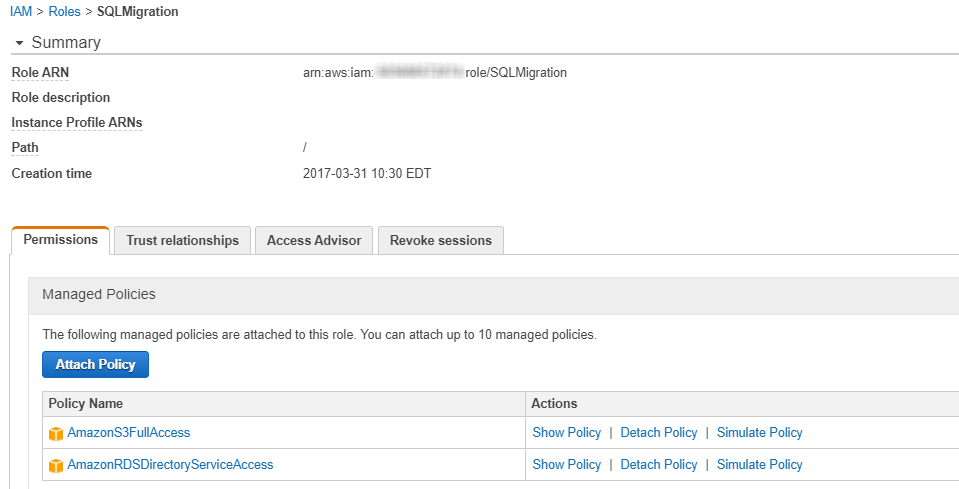 IAM > Roles > SQLMigration
Summary
Role ARN arn:aws:iam: role/SQLMigration
Role description
Instance Profile ARNs
Path /
Creation time 2017-03-31 10:30 EDT
Permissions Trust relationships Access Advisor Revoke sessions
Managed Policies
The following managed policies are attached to this role. You can attach up to 10 managed policies.
Attach Policy
Policy Name Actions
AmazonS3FullAccess Show Policy | Detach Policy | Simulate Policy
AmazonRDSDirectoryServiceAccess Show Policy | Detach Policy | Simulate Policy